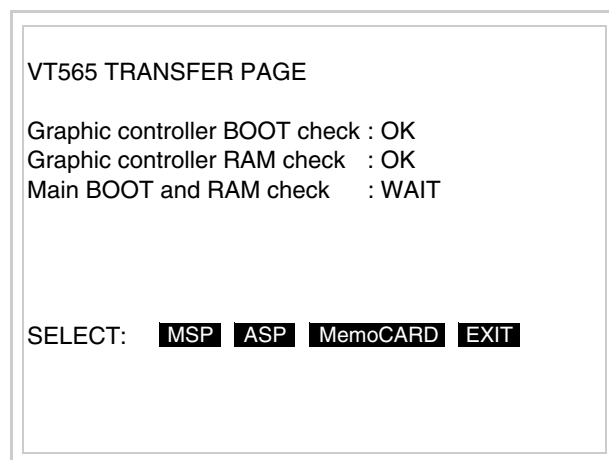 VT565 TRANSFER PAGE
Graphic controller BOOT check : OK
Graphic controller RAM check : OK
Main BOOT and RAM check : WAIT
SELECT: MSP ASP MemoCARD EXIT